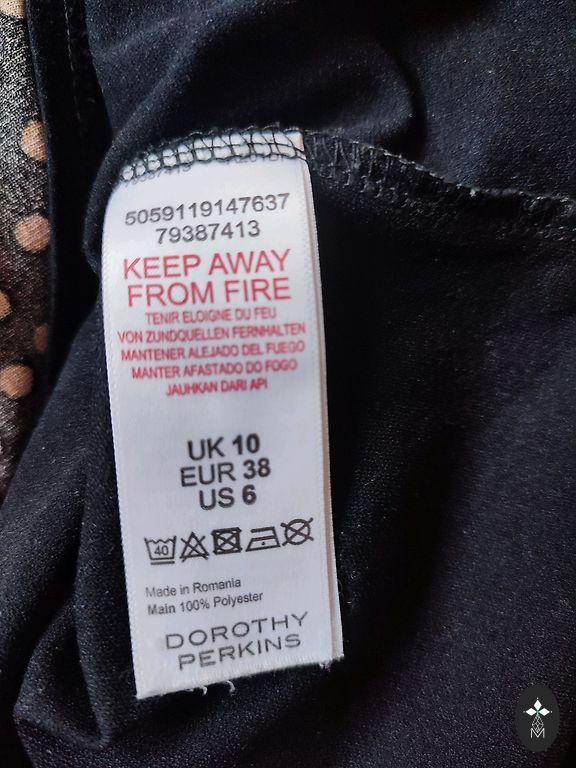 5059119147637
79387413
KEEP AWAY
FROM FIRE
TENIR ELOIGNE DU FEU
VON ZUNDQUELLEN FERNHALTEN
MANTENER ALEJADO DEL FUEGO
MANTER AFASTADO DO FOGO
JAUHKAN DARI API
UK 10
EUR 38
US 6
40
Made in Romania
Main 100% Polyester
DOROTHY
PERKINS
M